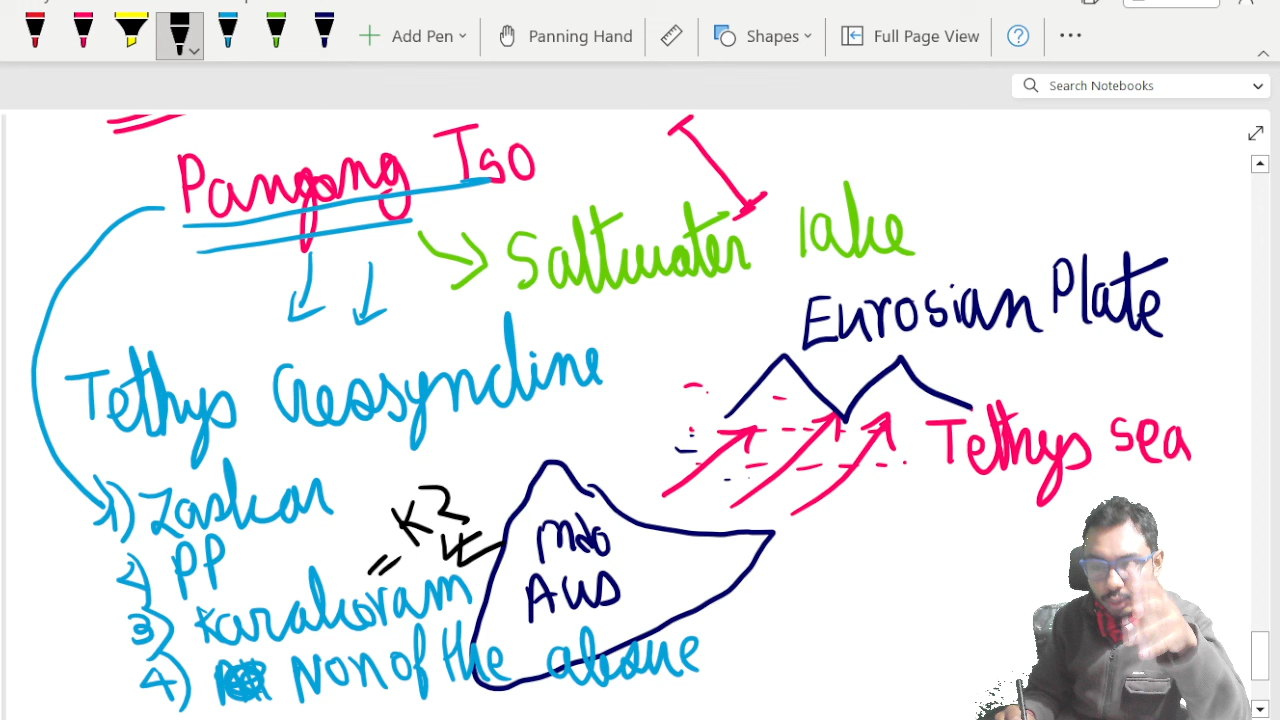 Add Pen
Panning Hand
Shapes
Full Page View
Search Notebooks
Pangong Tso
Saltwater lake
Eurosian Plate
Tethys Geosyncline
Tethys Sea
1) Zaskar
K2
Indo
2) PP
AUS
3) Karakoram
4) Non of the above